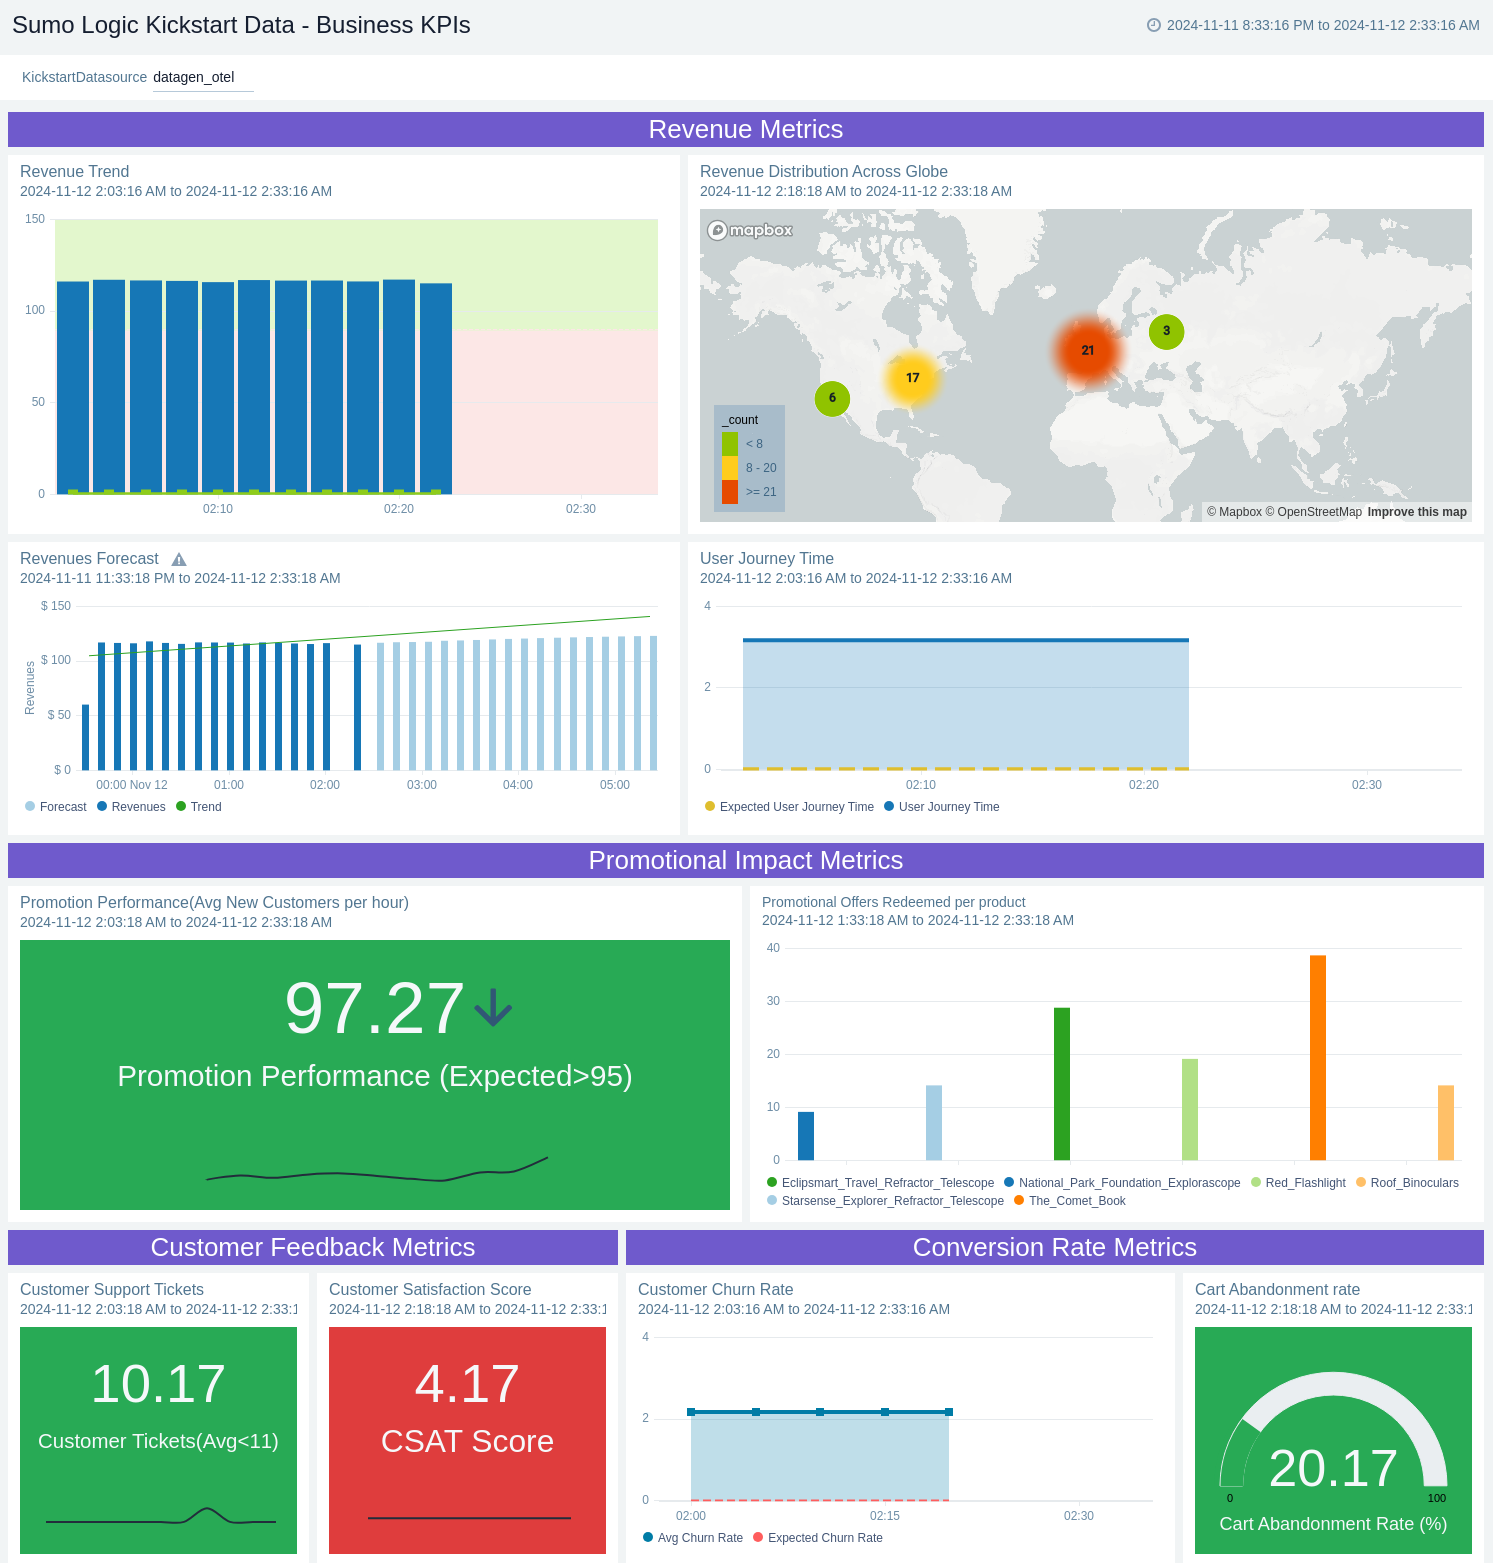 Sumo Logic Kickstart Data - Business KPIs
2024-11-11 8:33:16 PM to 2024-11-12 2:33:16 AM
KickstartDatasource datagen_otel
Revenue Metrics
Revenue Trend
2024-11-12 2:03:16 AM to 2024-11-12 2:33:16 AM
150
100
50
0
02:10
02:20
02:30
Revenue Distribution Across Globe
2024-11-12 2:18:18 AM to 2024-11-12 2:33:18 AM
mapbox
3
21
17
6
_count
< 8
8 - 20
>= 21
© Mapbox © OpenStreetMap Improve this map
Revenues Forecast
2024-11-11 11:33:18 PM to 2024-11-12 2:33:18 AM
Revenues
$ 150
$ 100
$ 50
$ 0
00:00 Nov 12
01:00
02:00
03:00
04:00
05:00
Forecast
Revenues
Trend
User Journey Time
2024-11-12 2:03:16 AM to 2024-11-12 2:33:16 AM
4
2
0
02:10
02:20
02:30
Expected User Journey Time
User Journey Time
Promotional Impact Metrics
Promotion Performance(Avg New Customers per hour)
2024-11-12 2:03:18 AM to 2024-11-12 2:33:18 AM
97.27
Promotion Performance (Expected>95)
Promotional Offers Redeemed per product
2024-11-12 1:33:18 AM to 2024-11-12 2:33:18 AM
40
30
20
10
0
Eclipsmart_Travel_Refractor_Telescope
National_Park_Foundation_Explorascope
Red_Flashlight
Roof_Binoculars
Starsense_Explorer_Refractor_Telescope
The_Comet_Book
Customer Feedback Metrics
Customer Support Tickets
2024-11-12 2:03:18 AM to 2024-11-12 2:33:1
10.17
Customer Tickets(Avg<11)
Customer Satisfaction Score
2024-11-12 2:18:18 AM to 2024-11-12 2:33:1
4.17
CSAT Score
Conversion Rate Metrics
Customer Churn Rate
2024-11-12 2:03:16 AM to 2024-11-12 2:33:16 AM
4
2
0
02:00
02:15
02:30
Avg Churn Rate
Expected Churn Rate
Cart Abandonment rate
2024-11-12 2:18:18 AM to 2024-11-12 2:33:1
20.17
0
100
Cart Abandonment Rate (%)